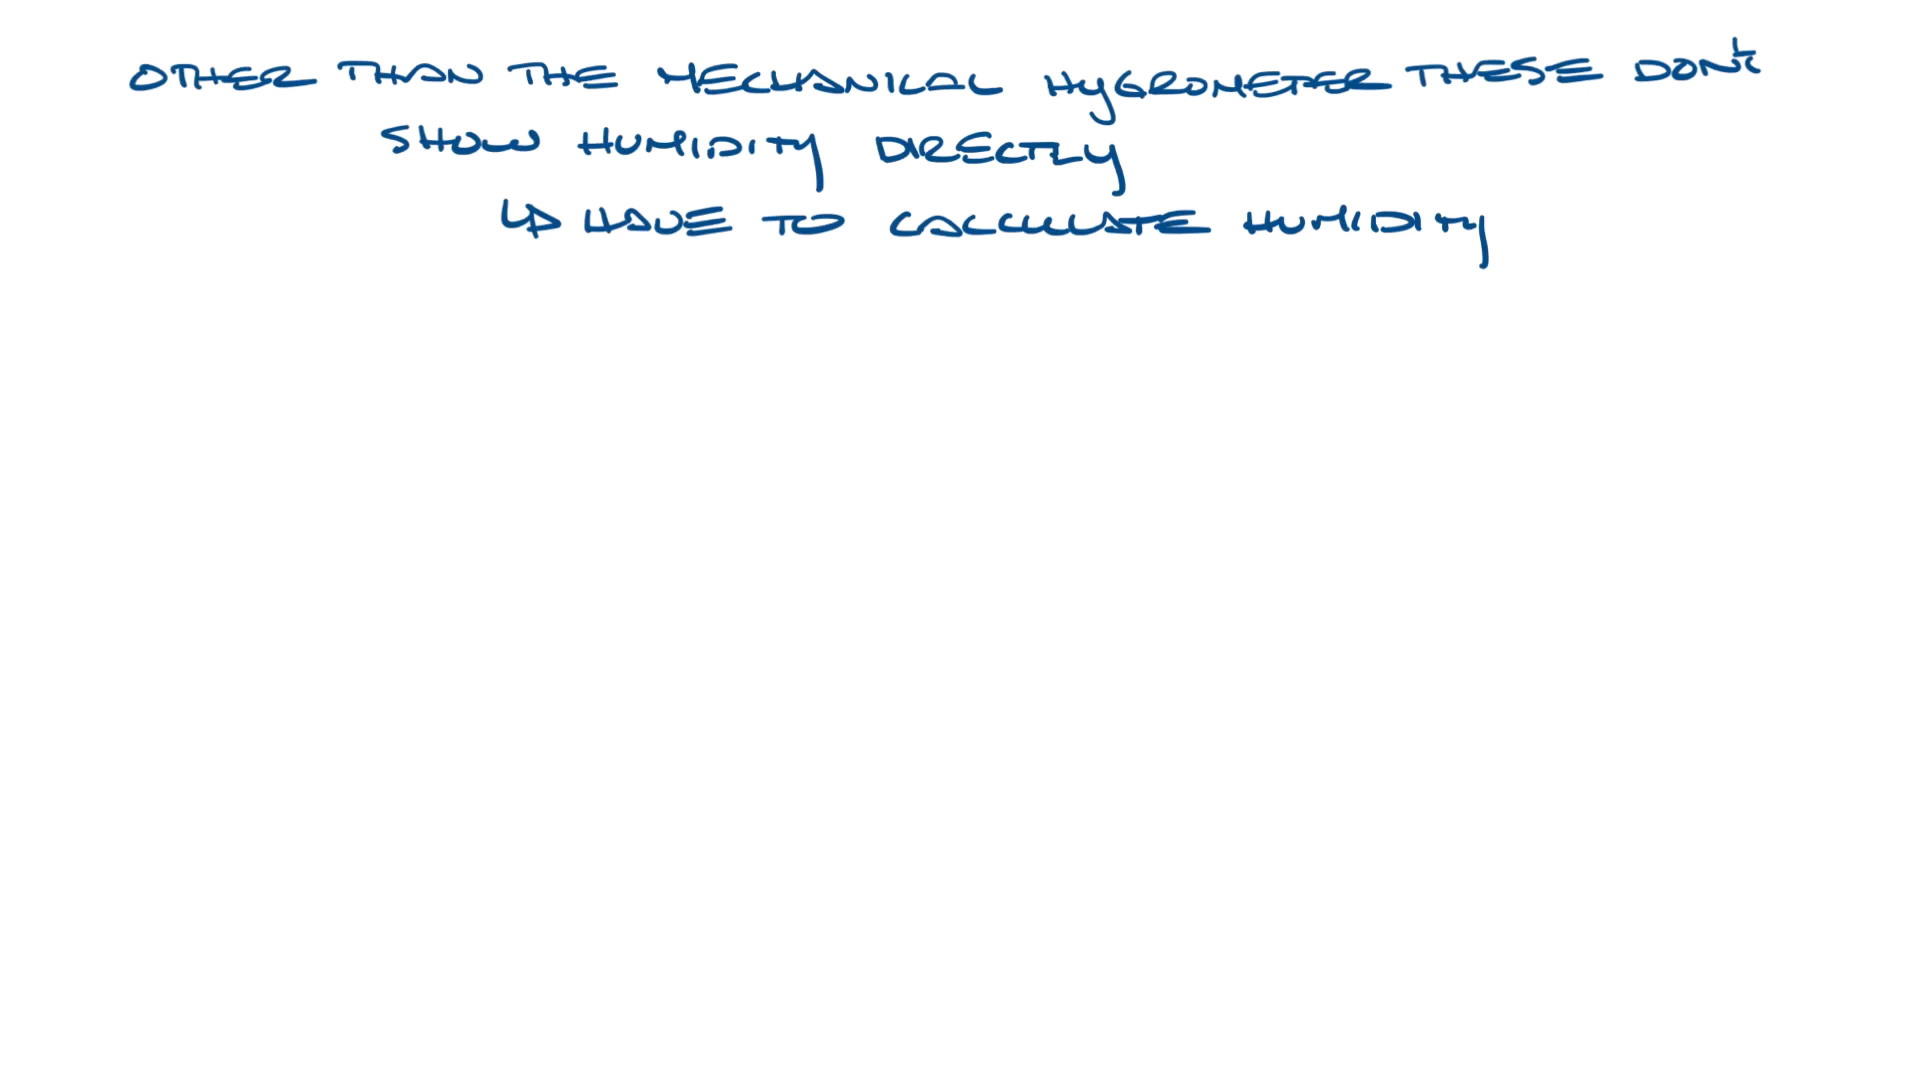 OTHER THAN THE MECHANICAL HYGROMETER THESE DON'T
SHOW HUMIDITY DIRECTLY
↳ HAVE TO CALCULATE HUMIDITY